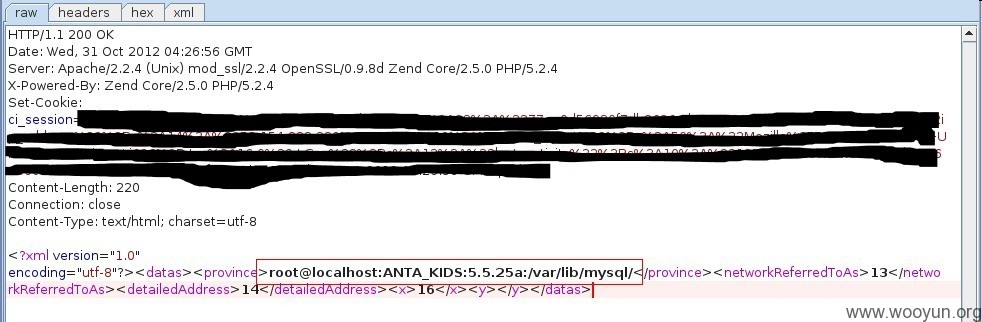 raw headers hex xml
HTTP/1.1 200 OK
Date: Wed, 31 Oct 2012 04:26:56 GMT
Server: Apache/2.2.4 (Unix) mod_ssl/2.2.4 OpenSSL/0.9.8d Zend Core/2.5.0 PHP/5.2.4
X-Powered-By: Zend Core/2.5.0 PHP/5.2.4
Set-Cookie:
ci_session=
Content-Length: 220
Connection: close
Content-Type: text/html; charset=utf-8
<?xml version="1.0"
encoding="utf-8"?><datas><province>root@localhost:ANTA_KIDS:5.5.25a:/var/lib/mysql/</province><networkReferredToAs>13</netwo
rkReferredToAs><detailedAddress>14</detailedAddress><x>16</x><y></y></datas>
www.wooyun.org